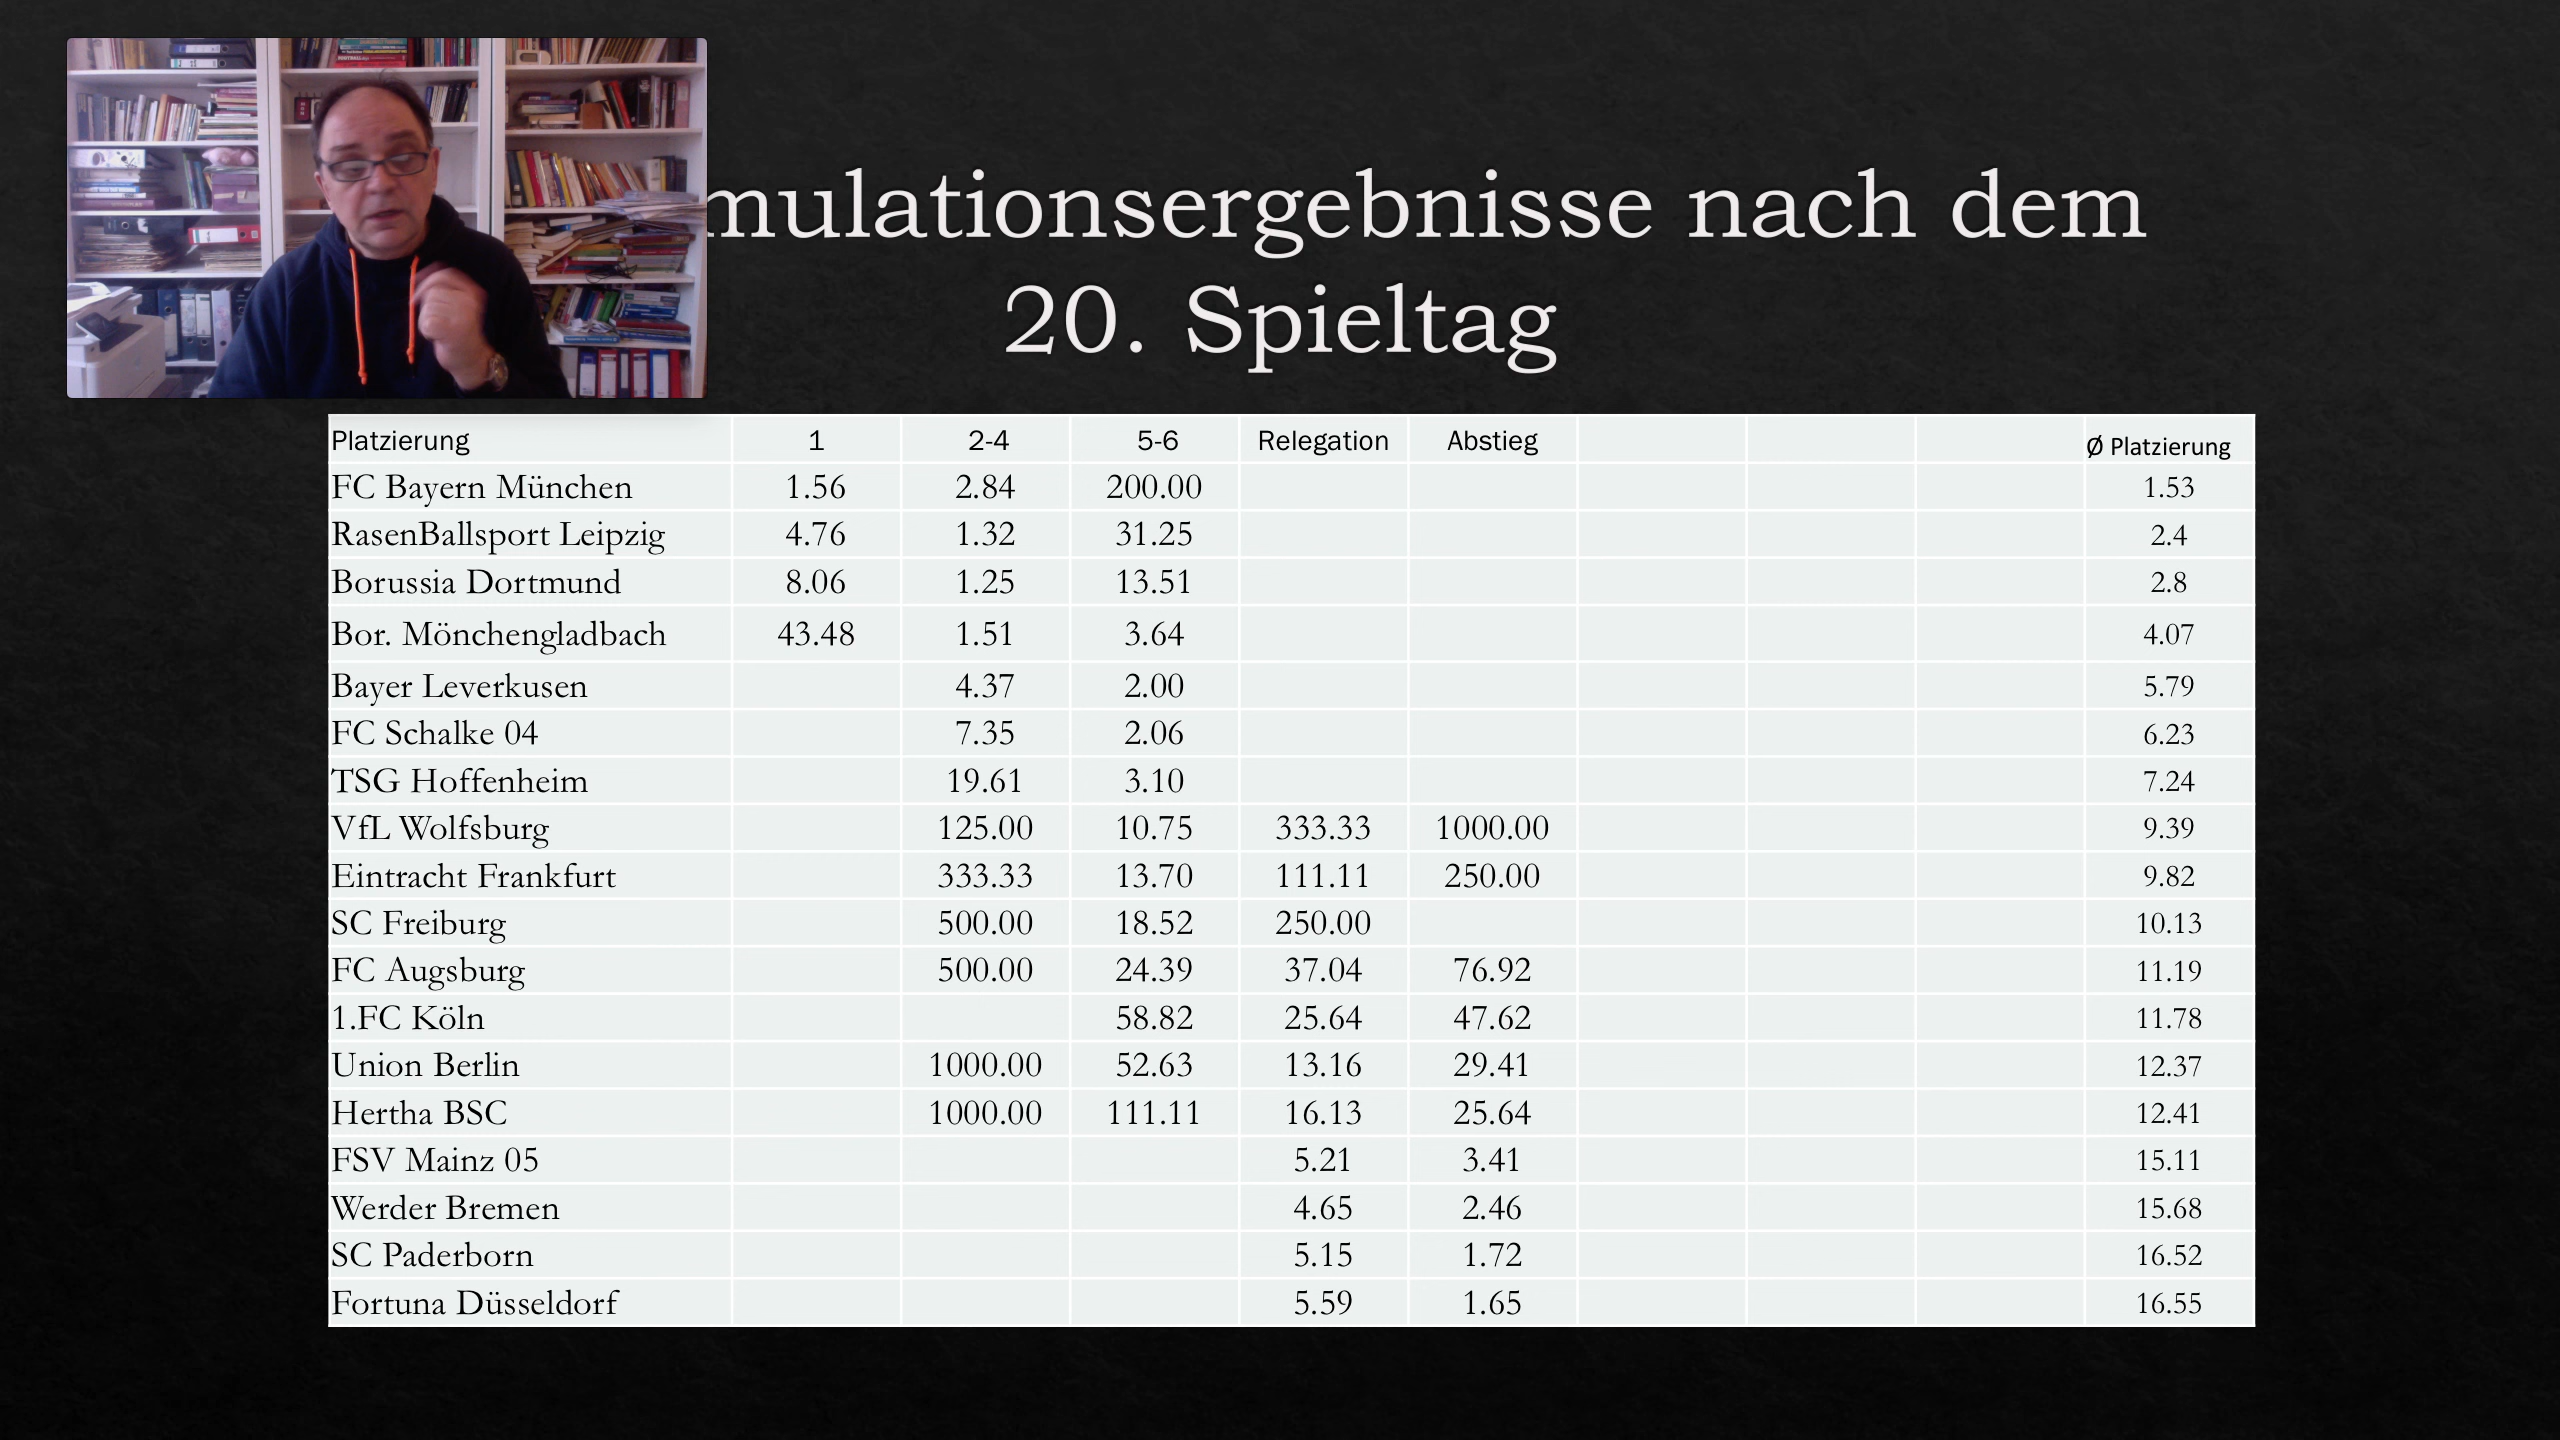 mulationsergebnisse nach dem
20. Spieltag
Platzierung 1 2-4 5-6 Relegation Abstieg Ø Platzierung
FC Bayern München 1.56 2.84 200.00 1.53
RasenBallsport Leipzig 4.76 1.32 31.25 2.4
Borussia Dortmund 8.06 1.25 13.51 2.8
Bor. Mönchengladbach 43.48 1.51 3.64 4.07
Bayer Leverkusen 4.37 2.00 5.79
FC Schalke 04 7.35 2.06 6.23
TSG Hoffenheim 19.61 3.10 7.24
VfL Wolfsburg 125.00 10.75 333.33 1000.00 9.39
Eintracht Frankfurt 333.33 13.70 111.11 250.00 9.82
SC Freiburg 500.00 18.52 250.00 10.13
FC Augsburg 500.00 24.39 37.04 76.92 11.19
1.FC Köln 58.82 25.64 47.62 11.78
Union Berlin 1000.00 52.63 13.16 29.41 12.37
Hertha BSC 1000.00 111.11 16.13 25.64 12.41
FSV Mainz 05 5.21 3.41 15.11
Werder Bremen 4.65 2.46 15.68
SC Paderborn 5.15 1.72 16.52
Fortuna Düsseldorf 5.59 1.65 16.55